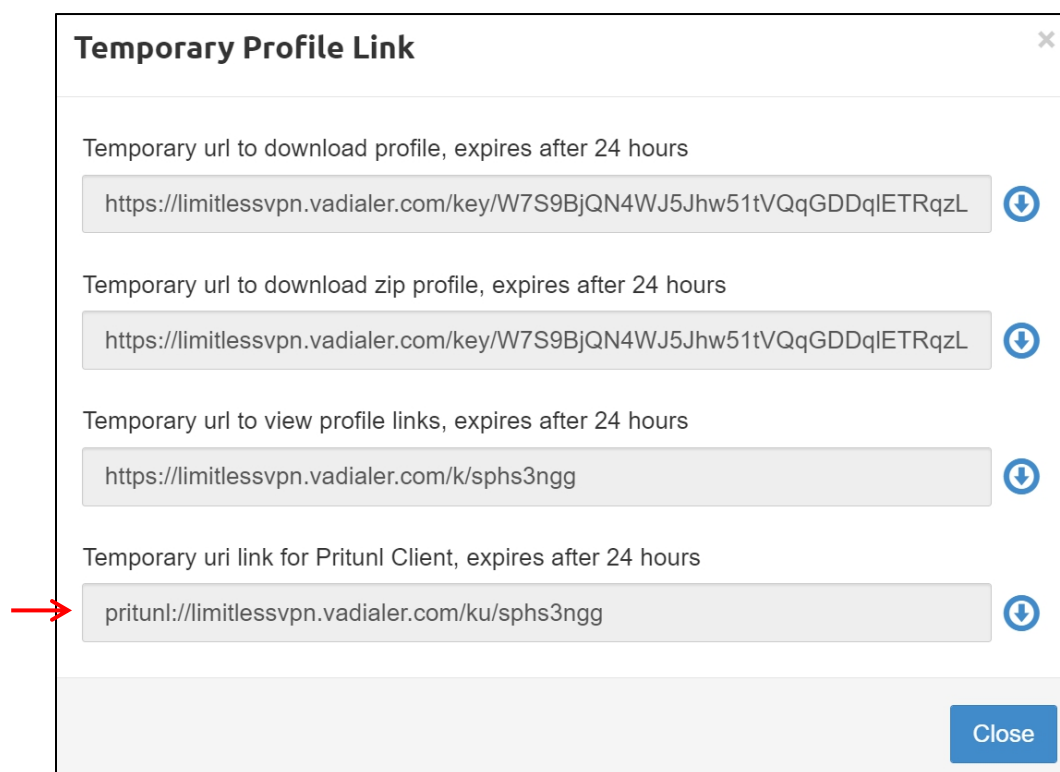 Temporary Profile Link
Temporary url to download profile, expires after 24 hours
https://limitlessvpn.vadialer.com/key/W7S9BjQN4WJ5Jhw51tVQqGDDqlETRqzL
Temporary url to download zip profile, expires after 24 hours
https://limitlessvpn.vadialer.com/key/W7S9BjQN4WJ5Jhw51tVQqGDDqlETRqzL
Temporary url to view profile links, expires after 24 hours
https://limitlessvpn.vadialer.com/k/sphs3ngg
Temporary uri link for Pritunl Client, expires after 24 hours
pritunl://limitlessvpn.vadialer.com/ku/sphs3ngg
Close